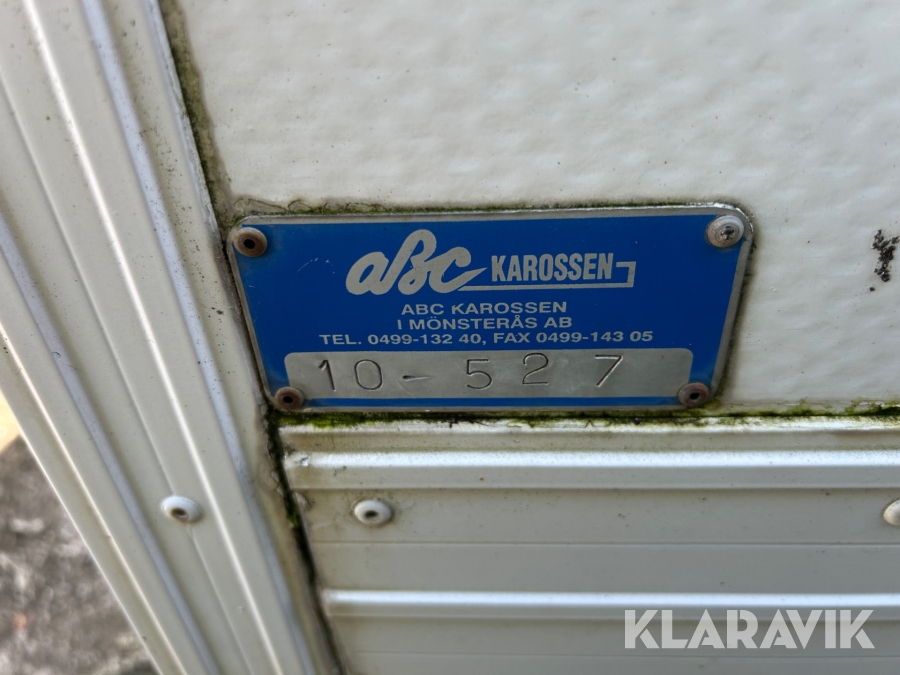 aBC KAROSSEN
ABC KAROSSEN
I MÖNSTERÅS AB
TEL. 0499-132 40, FAX 0499-143 05
10-527
KLARAVIK